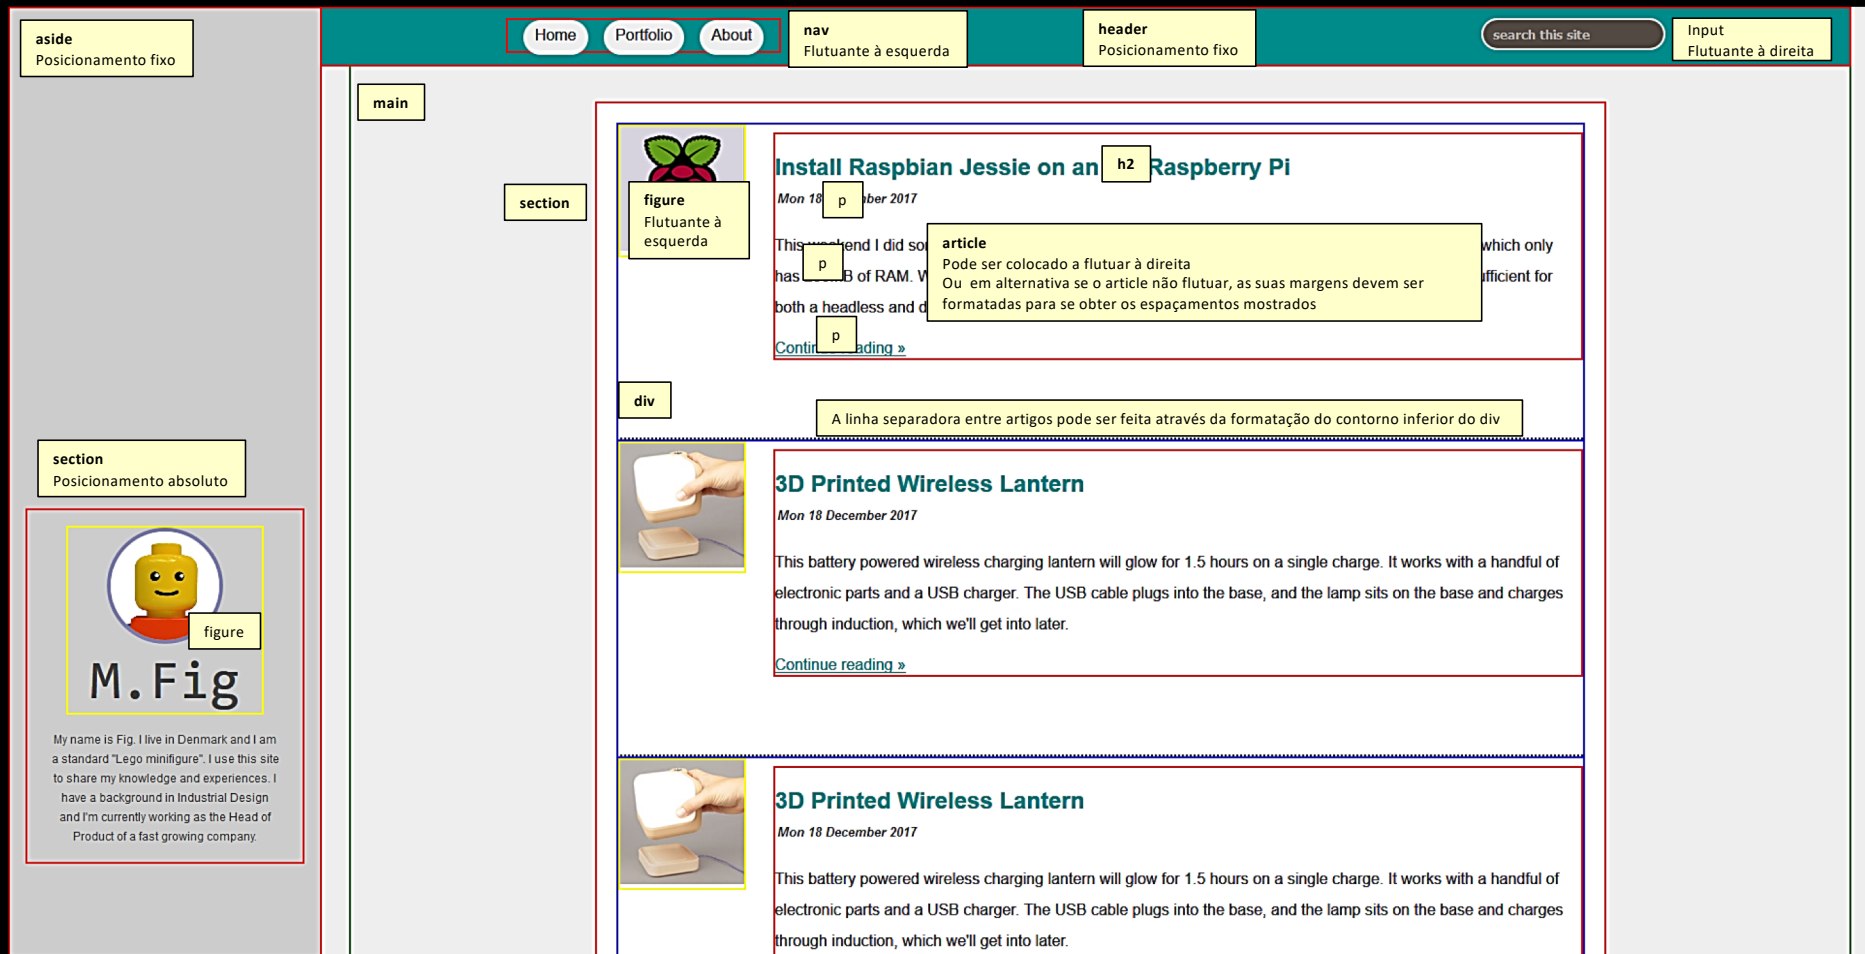 aside
Posicionamento fixo
Home
Portfolio
About
nav
Flutuante à esquerda
header
Posicionamento fixo
search this site
Input
Flutuante à direita
main
section
figure
Flutuante à
esquerda
Install Raspbian Jessie on an
h2
Raspberry Pi
Mon 18
p
ber 2017
This
end I did
which only
p
has
B of RAM.
for
both a headless and
article
Pode ser colocado a flutuar à direita
Ou em alternativa se o article não flutuar, as suas margens devem ser
formatadas para se obter os espaçamentos mostrados
p
Contin
ading »
div
A linha separadora entre artigos pode ser feita através da formatação do contorno inferior do div
section
Posicionamento absoluto
figure
M.Fig
My name is Fig. I live in Denmark and I am
a standard "Lego minifigure". I use this site
to share my knowledge and experiences. I
have a background in Industrial Design
and I'm currently working as the Head of
Product of a fast growing company.
3D Printed Wireless Lantern
Mon 18 December 2017
This battery powered wireless charging lantern will glow for 1.5 hours on a single charge. It works with a handful of
electronic parts and a USB charger. The USB cable plugs into the base, and the lamp sits on the base and charges
through induction, which we'll get into later.
Continue reading »
3D Printed Wireless Lantern
Mon 18 December 2017
This battery powered wireless charging lantern will glow for 1.5 hours on a single charge. It works with a handful of
electronic parts and a USB charger. The USB cable plugs into the base, and the lamp sits on the base and charges
through induction, which we'll get into later.